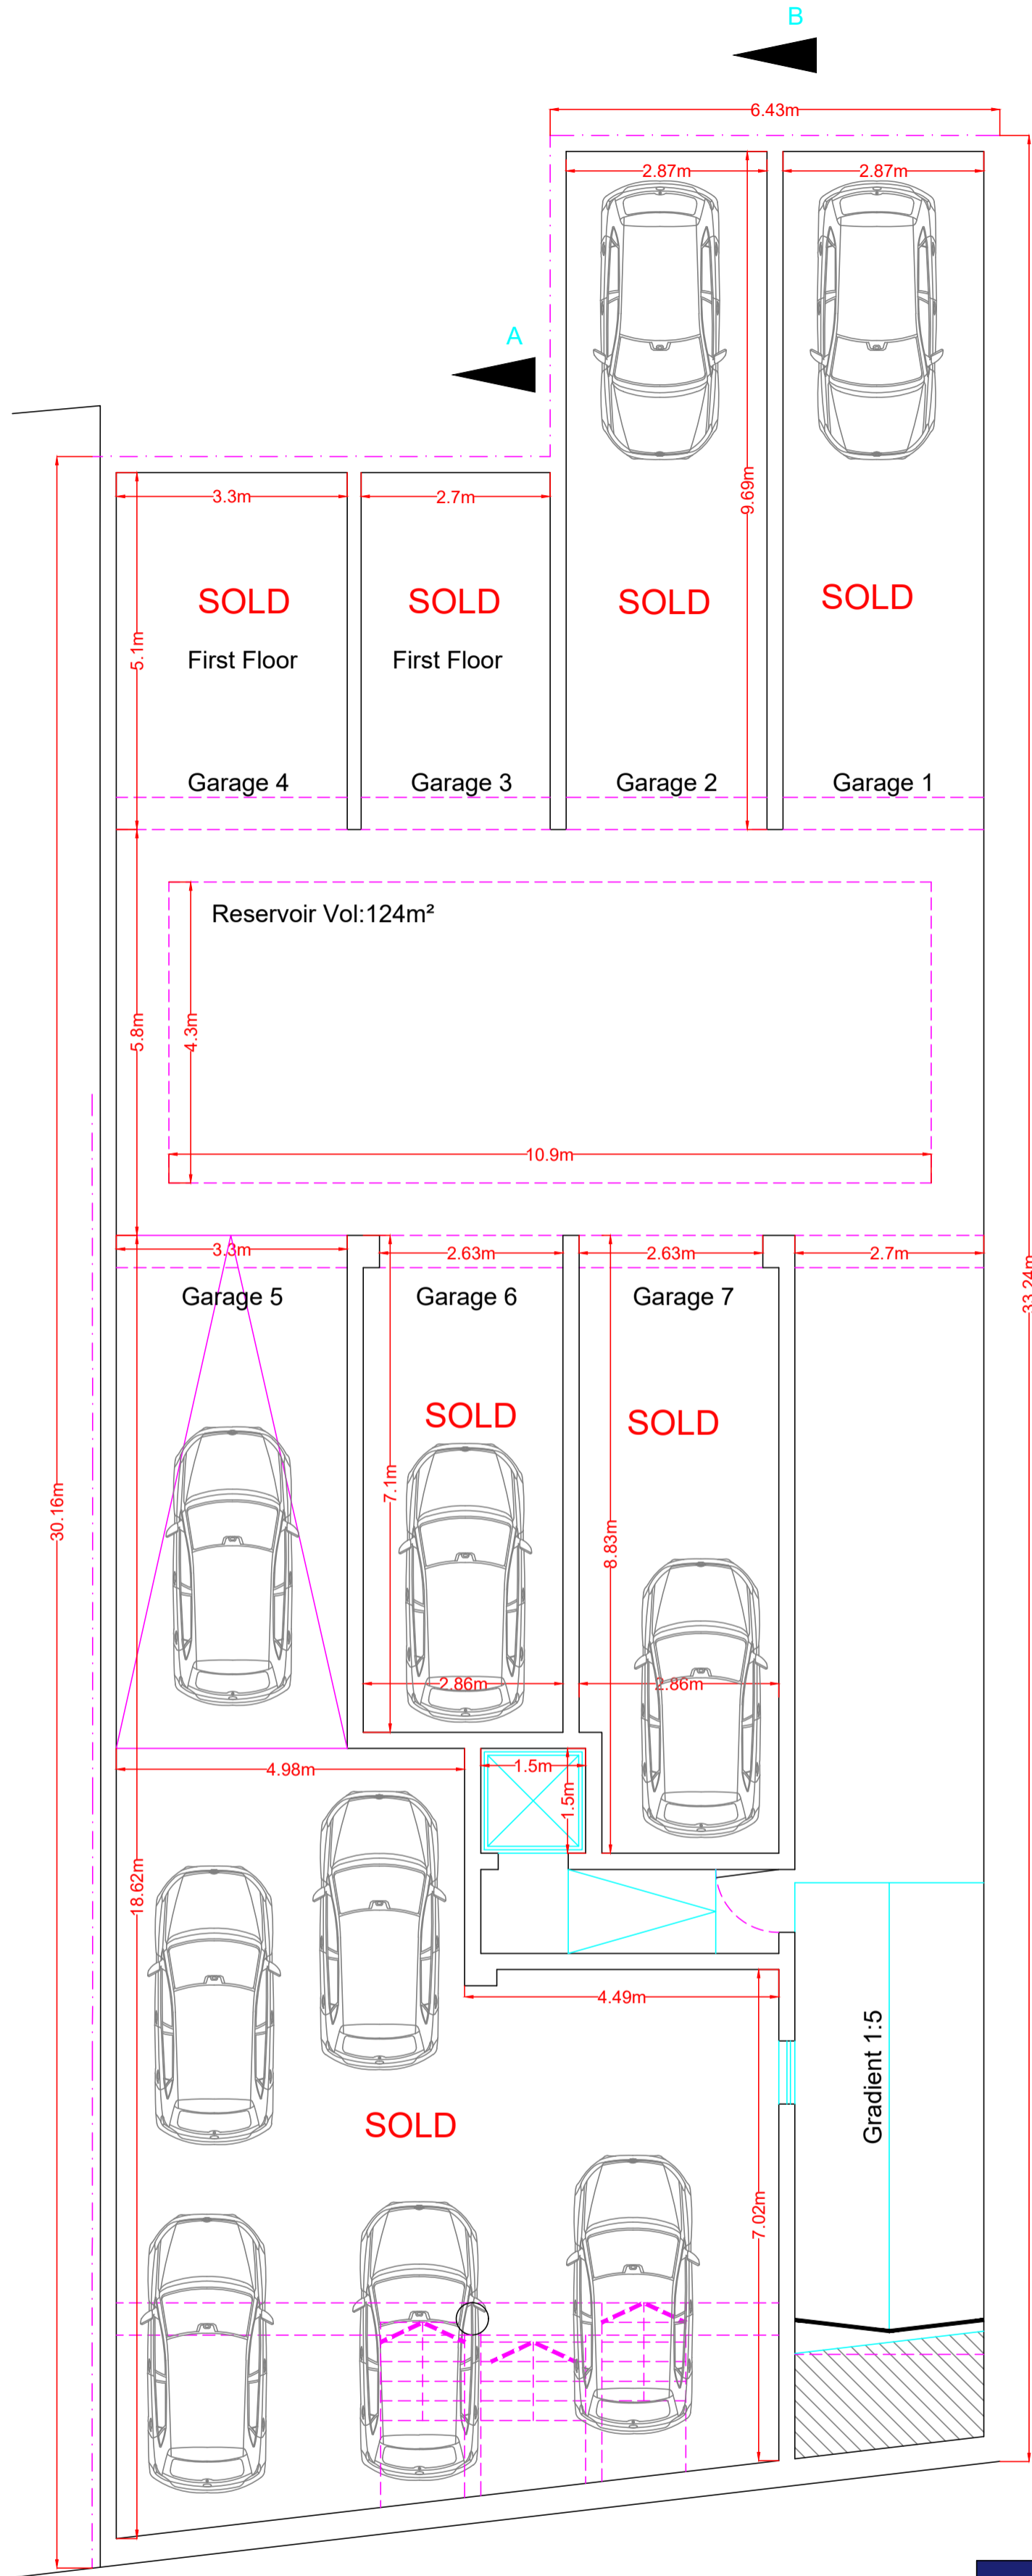 B
6.43m
2.87m
2.87m
A
9.69m
3.3m
2.7m
SOLD
SOLD
SOLD
SOLD
5.1m
First Floor
First Floor
Garage 4
Garage 3
Garage 2
Garage 1
Reservoir Vol:124m²
5.8m
4.3m
10.9m
3.3m
2.63m
2.63m
2.7m
33.24m
Garage 5
Garage 6
Garage 7
SOLD
SOLD
7.1m
30.16m
8.83m
2.86m
2.86m
4.98m
1.5m
1.5m
18.62m
4.49m
Gradient 1:5
SOLD
7.02m